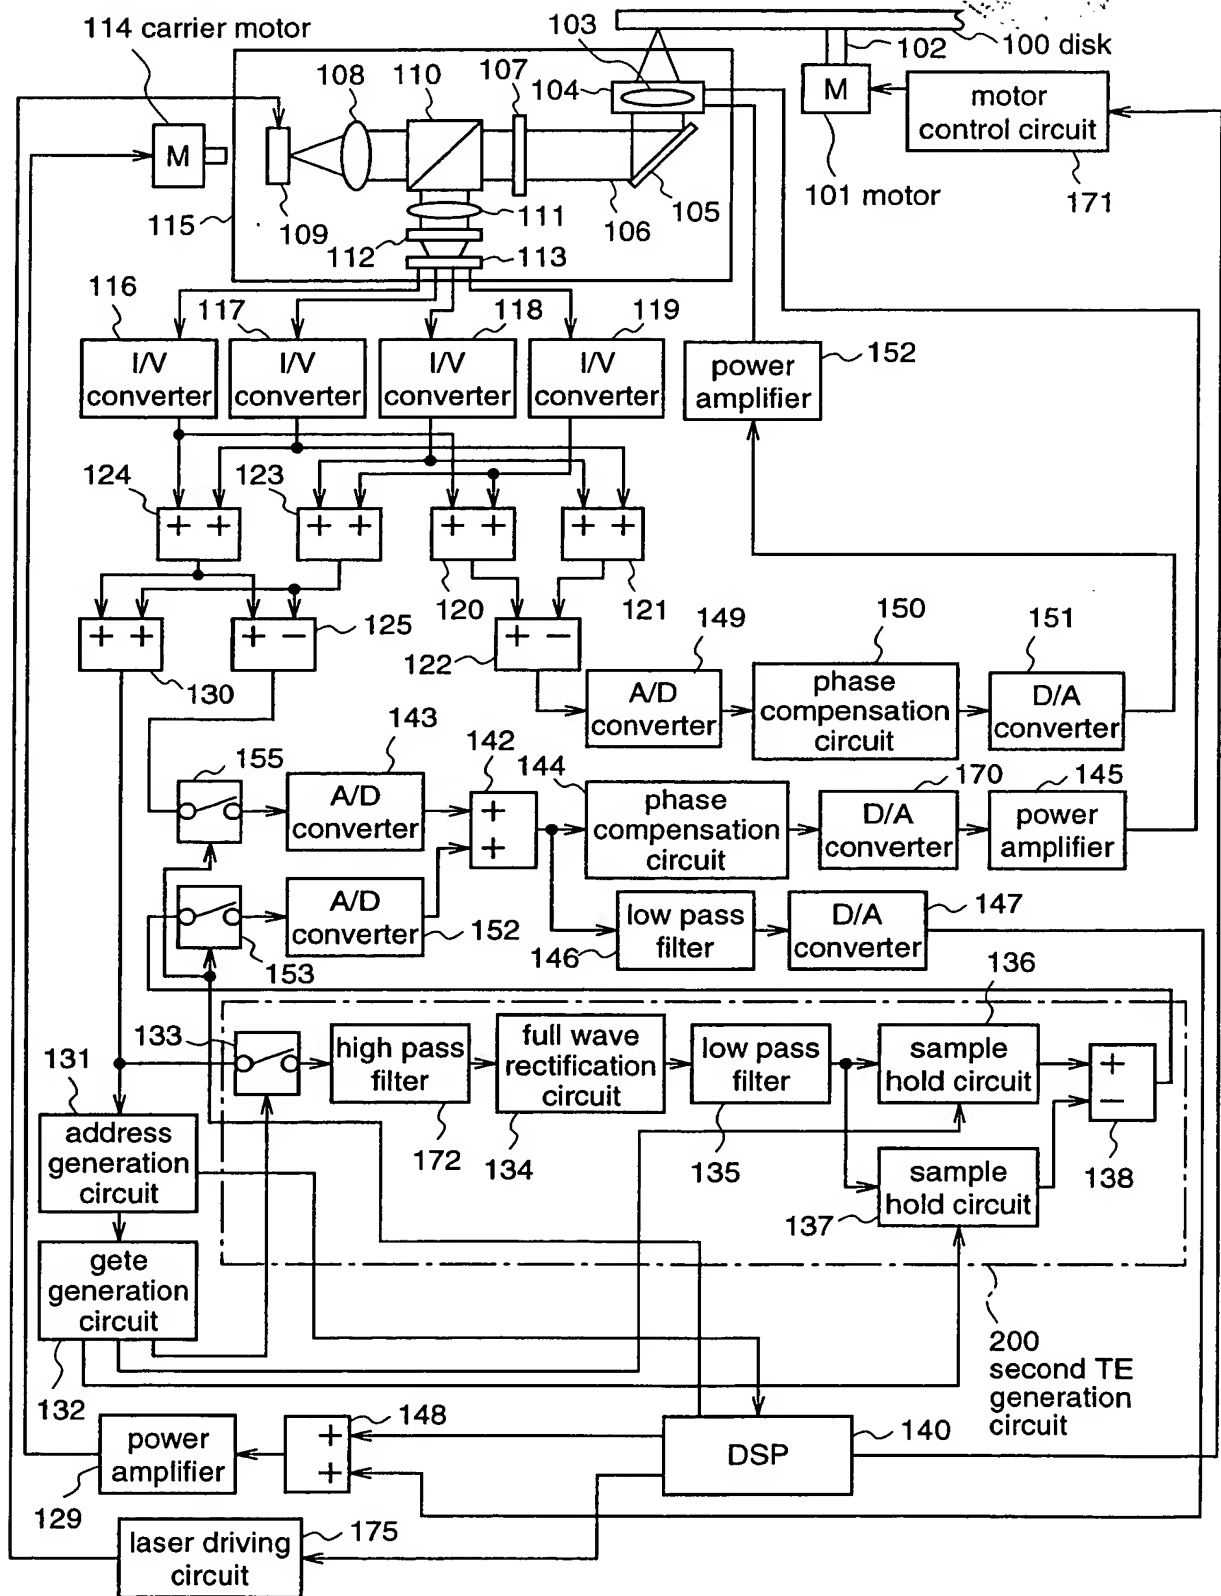 114 carrier motor
103
102
100 disk
108
110
107
104
M
motor
control circuit
M
101 motor
171
115
109
111
112
113
106
105
116
117
118
119
I/V
converter
I/V
converter
I/V
converter
I/V
converter
power
amplifier
152
124
123
+ +
+ +
+ +
+ +
120
121
+ +
+ −
125
+ −
122
130
149
150
151
A/D
converter
phase
compensation
circuit
D/A
converter
155
143
142
144
170
145
A/D
converter
+
+
phase
compensation
circuit
D/A
converter
power
amplifier
153
A/D
converter
152
low pass
filter
146
D/A
converter
147
136
133
131
high pass
filter
full wave
rectification
circuit
low pass
filter
sample
hold circuit
+
−
address
generation
circuit
172
134
135
sample
hold circuit
137
138
gete
generation
circuit
132
200
second TE
generation
circuit
power
amplifier
129
+
+
148
DSP
140
laser driving
circuit
175